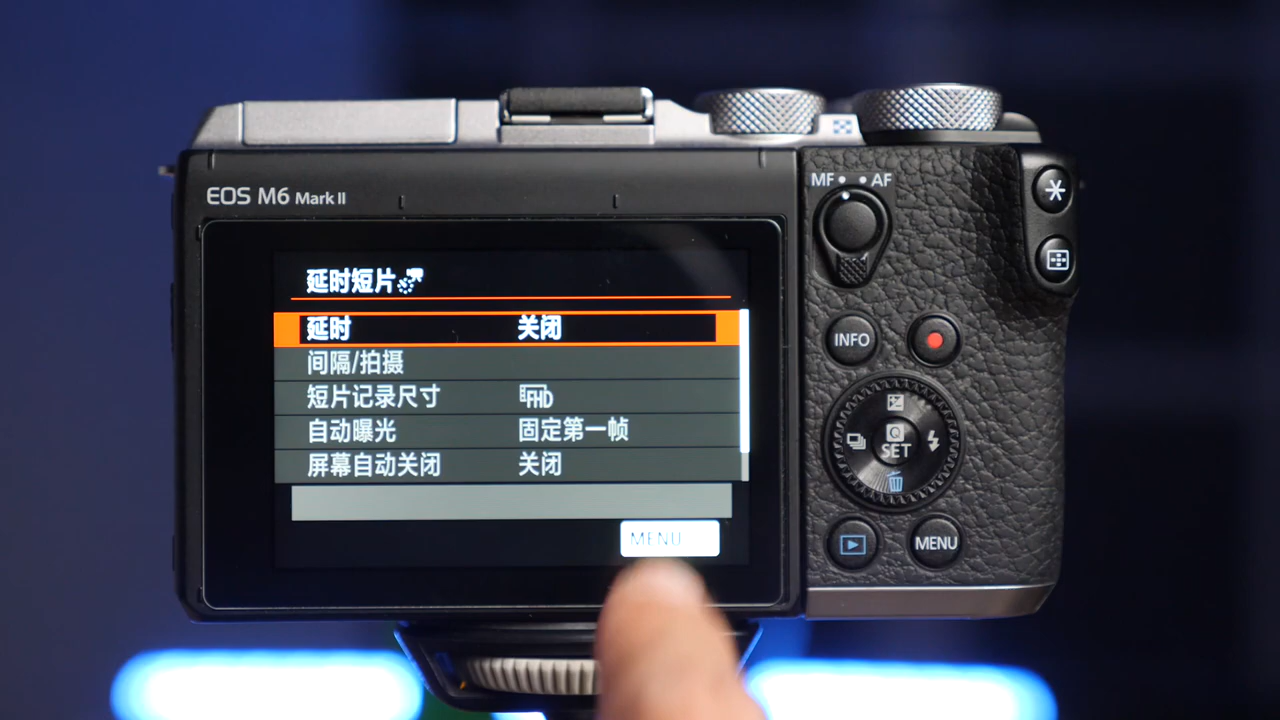 EOS M6 Mark II
MF AF
延时短片
延时 关闭
间隔/拍摄
短片记录尺寸 FHD
自动曝光 固定第一帧
屏幕自动关闭 关闭
MENU
INFO
Q
SET
MENU